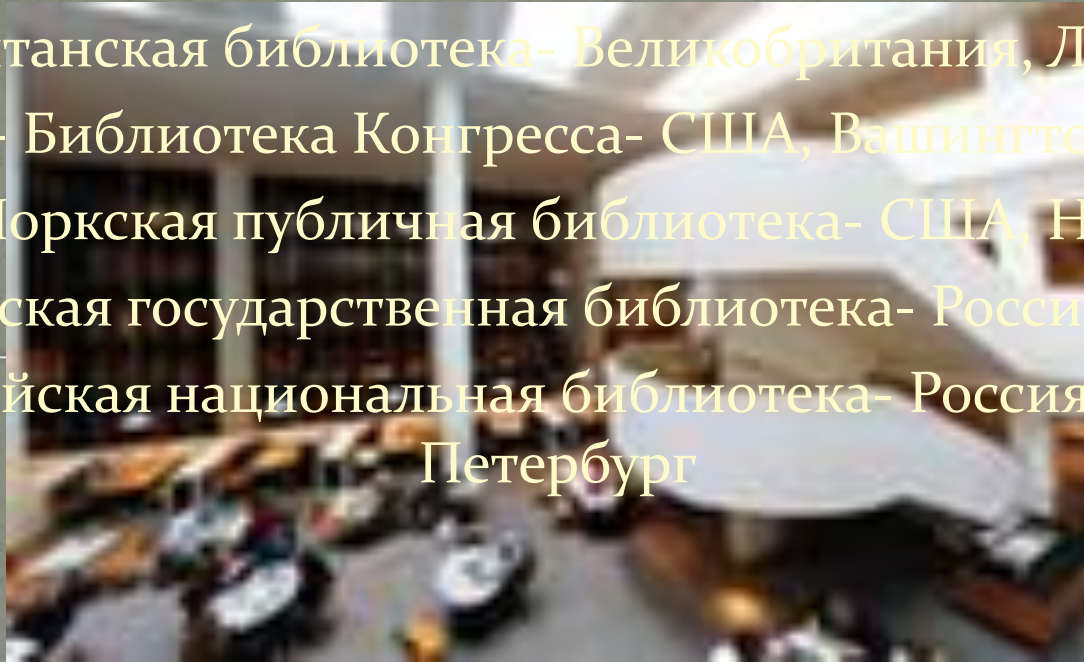 танская библиотека- Великобритания, Л
- Библиотека Конгресса- США, Вашингто
Йоркская публичная библиотека- США, Н
ская государственная библиотека- Росси
йская национальная библиотека- Россия
Петербург